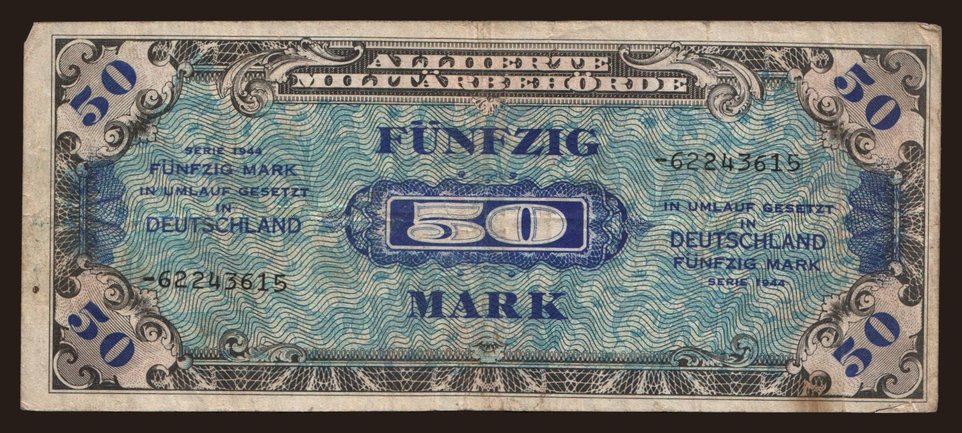 50
ALLIIERTE
MILITÄRBEHÖRDE
50
FÜNFZIG
SERIE 1944
FÜNFZIG MARK
IN UMLAUF GESETZT
IN
DEUTSCHLAND
-62243615
50
-62243615
IN UMLAUF GESETZT
IN
DEUTSCHLAND
FÜNFZIG MARK
SERIE 1944
MARK
50
50